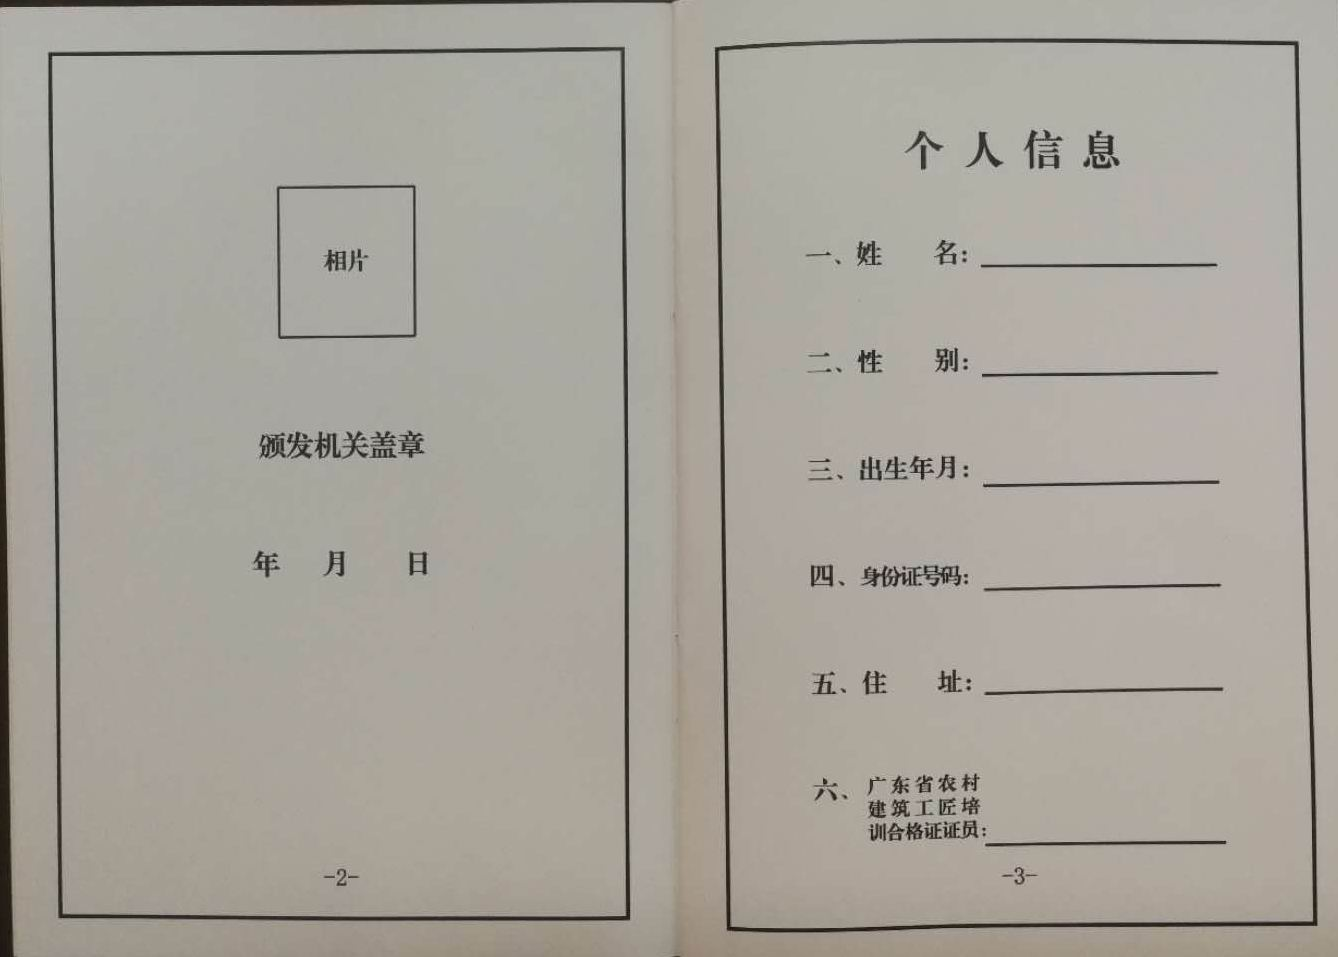 相片
颁发机关盖章
年 月 日
-2-
个人信息
一、姓 名：
二、性 别：
三、出生年月：
四、身份证号码：
五、住 址：
六、广东省农村
建筑工匠培
训合格证证员：
-3-